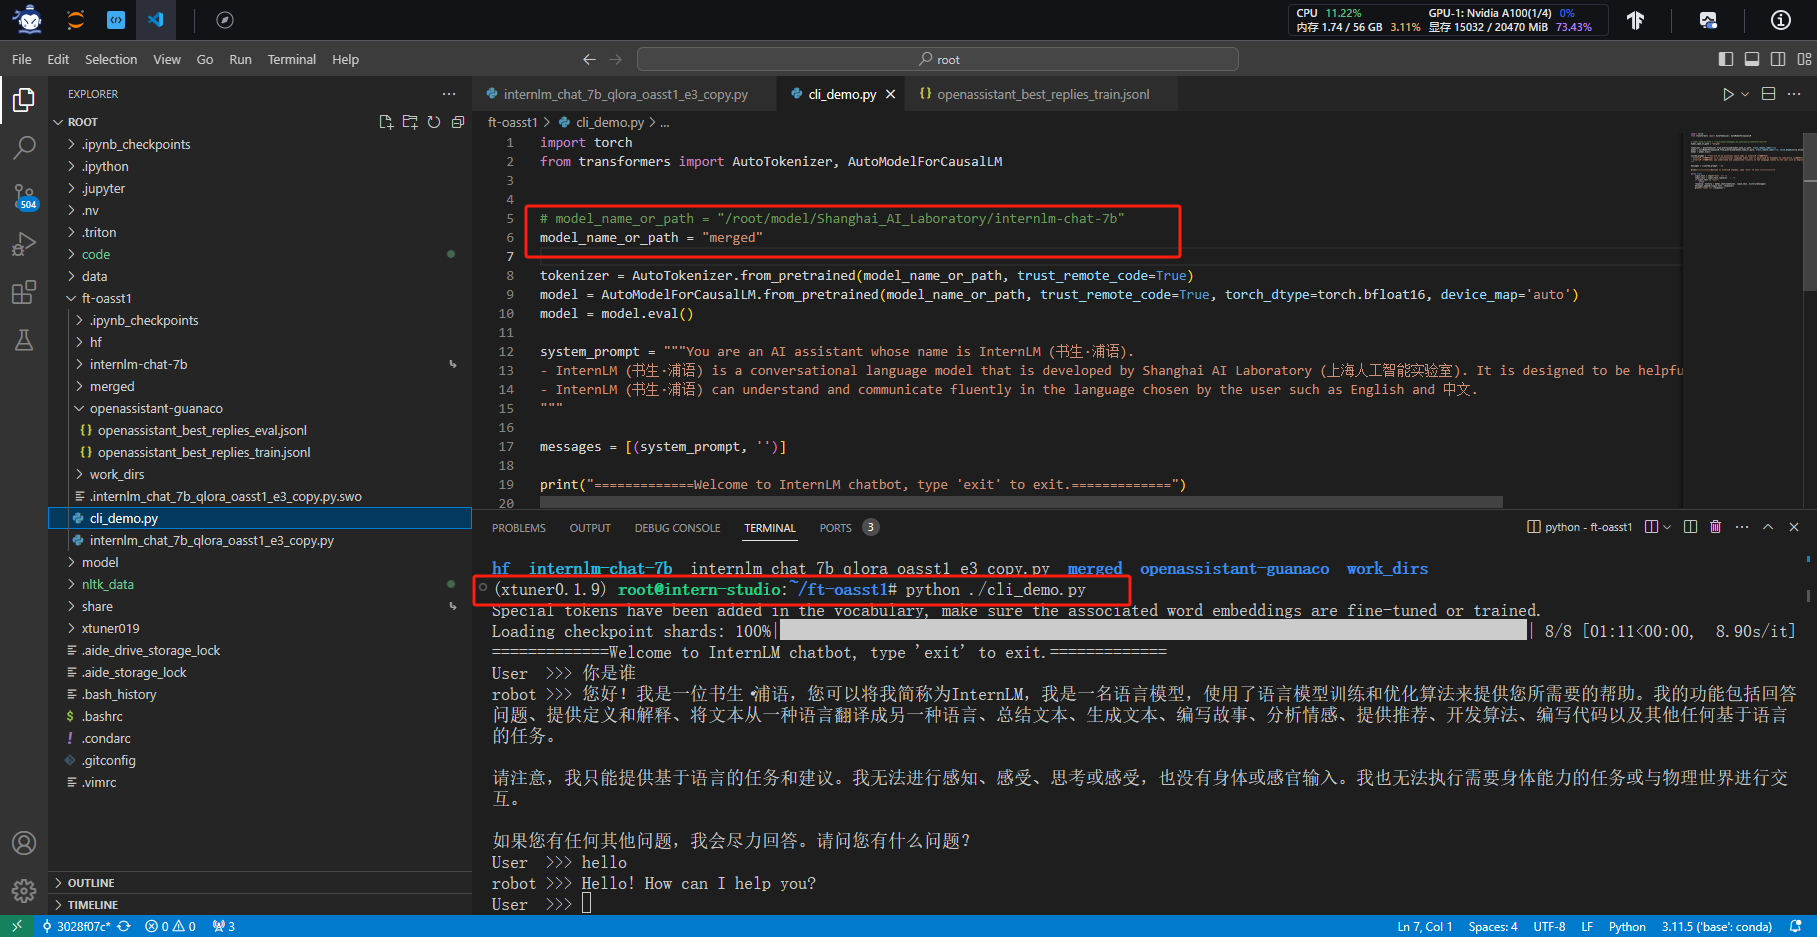 CPU 11.22% GPU-1: Nvidia A100(1/4) 0%
内存 1.74 / 56 GB 3.11% 显存 15032 / 20470 MiB 73.43%
File Edit Selection View Go Run Terminal Help
root
EXPLORER
ROOT
.ipynb_checkpoints
.ipython
.jupyter
.nv
.triton
code
data
ft-oasst1
.ipynb_checkpoints
hf
internlm-chat-7b
merged
openassistant-guanaco
openassistant_best_replies_eval.jsonl
openassistant_best_replies_train.jsonl
work_dirs
.internlm_chat_7b_qlora_oasst1_e3_copy.py.swo
cli_demo.py
internlm_chat_7b_qlora_oasst1_e3_copy.py
model
nltk_data
share
xtuner019
.aide_drive_storage_lock
.aide_storage_lock
.bash_history
.bashrc
.condarc
.gitconfig
.vimrc
OUTLINE
TIMELINE
504
internlm_chat_7b_qlora_oasst1_e3_copy.py cli_demo.py openassistant_best_replies_train.jsonl
ft-oasst1 > cli_demo.py > ...
1 import torch
2 from transformers import AutoTokenizer, AutoModelForCausalLM
3
4
5 # model_name_or_path = "/root/model/Shanghai_AI_Laboratory/internlm-chat-7b"
6 model_name_or_path = "merged"
7
8 tokenizer = AutoTokenizer.from_pretrained(model_name_or_path, trust_remote_code=True)
9 model = AutoModelForCausalLM.from_pretrained(model_name_or_path, trust_remote_code=True, torch_dtype=torch.bfloat16, device_map='auto')
10 model = model.eval()
11
12 system_prompt = """You are an AI assistant whose name is InternLM (书生·浦语).
13 - InternLM (书生·浦语) is a conversational language model that is developed by Shanghai AI Laboratory (上海人工智能实验室). It is designed to be helpfu
14 - InternLM (书生·浦语) can understand and communicate fluently in the language chosen by the user such as English and 中文.
15 """
16
17 messages = [(system_prompt, '')]
18
19 print("=============Welcome to InternLM chatbot, type 'exit' to exit.=============")
20
PROBLEMS OUTPUT DEBUG CONSOLE TERMINAL PORTS 3
python - ft-oasst1
hf internlm-chat-7b internlm_chat_7b_qlora_oasst1_e3_copy.py merged openassistant-guanaco work_dirs
(xtuner0.1.9) root@intern-studio:~/ft-oasst1# python ./cli_demo.py
Special tokens have been added in the vocabulary, make sure the associated word embeddings are fine-tuned or trained.
Loading checkpoint shards: 100%| | 8/8 [01:11<00:00, 8.90s/it]
=============Welcome to InternLM chatbot, type 'exit' to exit.=============
User >>> 你是谁
robot >>> 您好！我是一位书生·浦语，您可以将我简称为InternLM，我是一名语言模型，使用了语言模型训练和优化算法来提供您所需要的帮助。我的功能包括回答
问题、提供定义和解释、将文本从一种语言翻译成另一种语言、总结文本、生成文本、编写故事、分析情感、提供推荐、开发算法、编写代码以及其他任何基于语言
的任务。
请注意，我只能提供基于语言的任务和建议。我无法进行感知、感受、思考或感受，也没有身体或感官输入。我也无法执行需要身体能力的任务或与物理世界进行交
互。
如果您有任何其他问题，我会尽力回答。请问您有什么问题？
User >>> hello
robot >>> Hello! How can I help you?
User >>>
3028f07c* 0 0 3
Ln 7, Col 1 Spaces: 4 UTF-8 LF Python 3.11.5 ('base': conda)